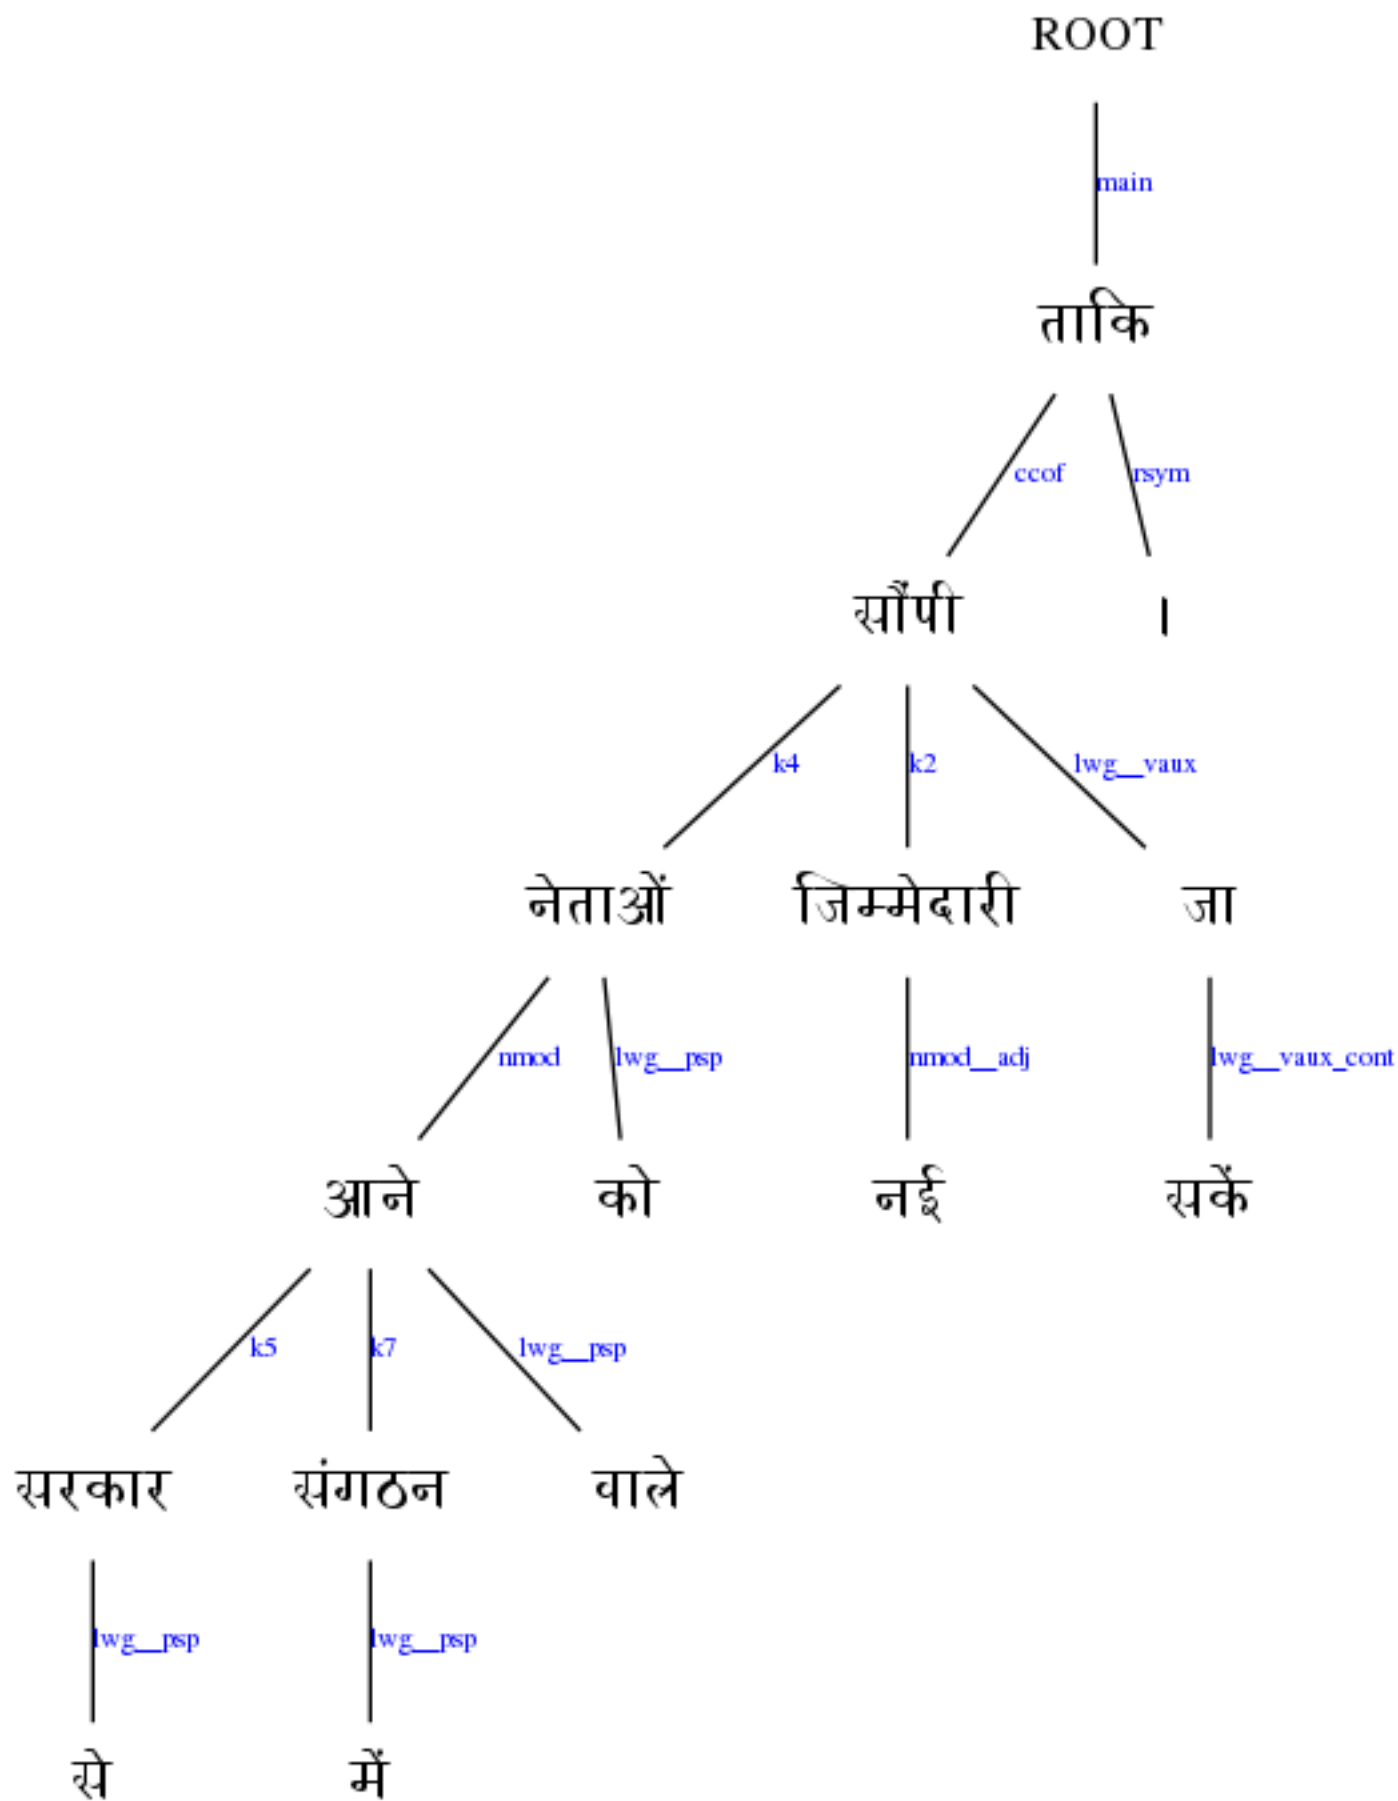 ROOT
main
ताकि
ccof rsym
सौंपी ।
k4 k2 lwg__vaux
नेताओं जिम्मेदारी जा
nmod lwg__psp nmod__adj lwg__vaux_cont
आने को नई सकें
k5 k7 lwg__psp
सरकार संगठन वाले
lwg__psp lwg__psp
से में